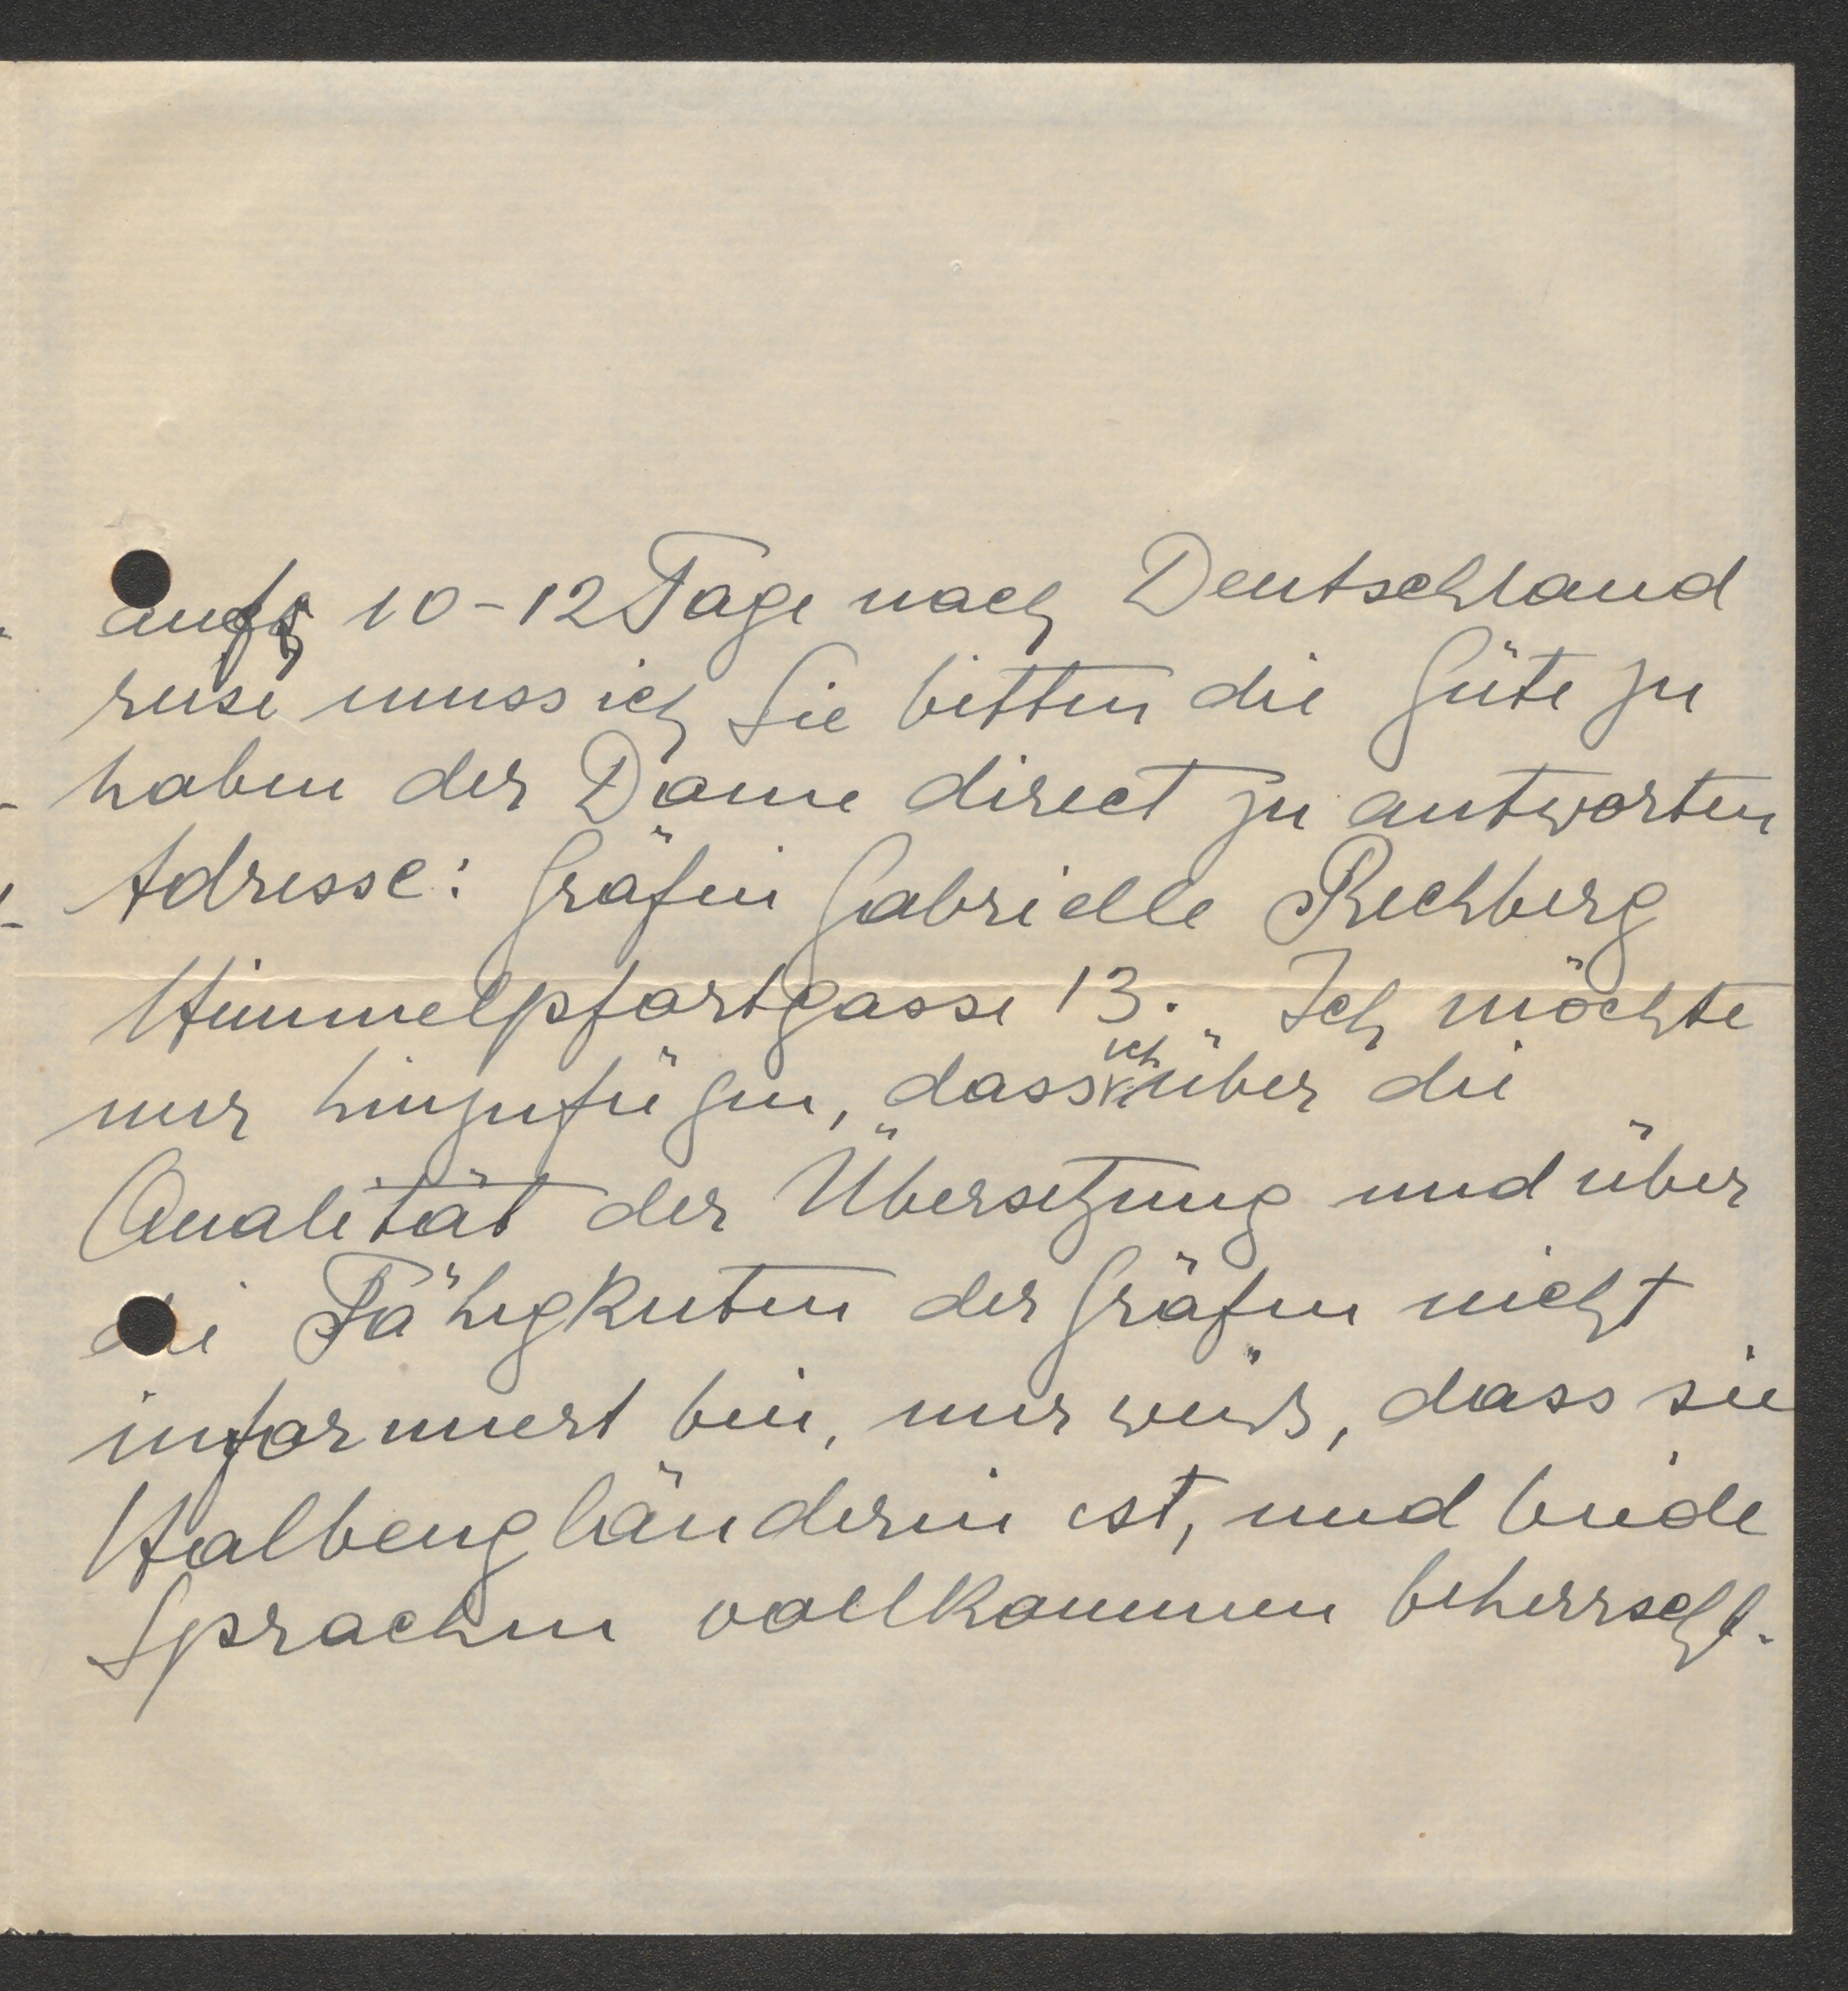 auf 10-12 Tage nach Deutschland
reise muss ich Sie bitten die Güte zu
haben der Dame direct zu antworten
Adresse: Gräfin Gabrielle Rechberg
Himmelpfortgasse 13. Ich möchte
nur hinzufügen, dass ich über die
Qualität der Übersetzung und über
die Fähigkeiten der Gräfin nicht
informiert bin, nur weiss, dass sie
Halbengländerin ist, und beide
Sprachen vollkommen beherrscht.